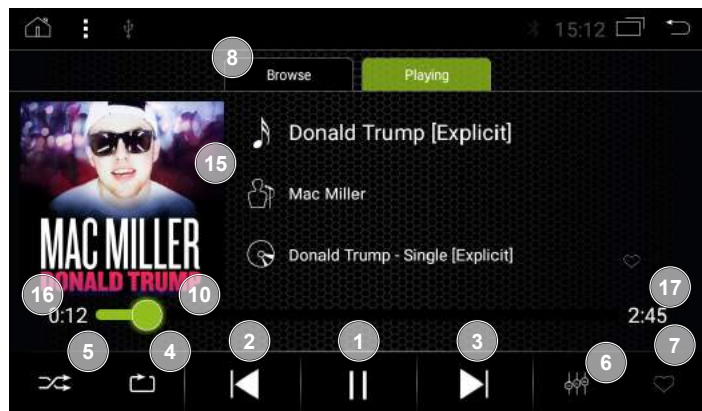 15:12
8
Browse
Playing
Donald Trump [Explicit]
15
Mac Miller
MAC MILLER
Donald Trump - Single [Explicit]
DONALD TRUMP
16
10
17
0:12
2:45
5
4
2
1
3
6
7